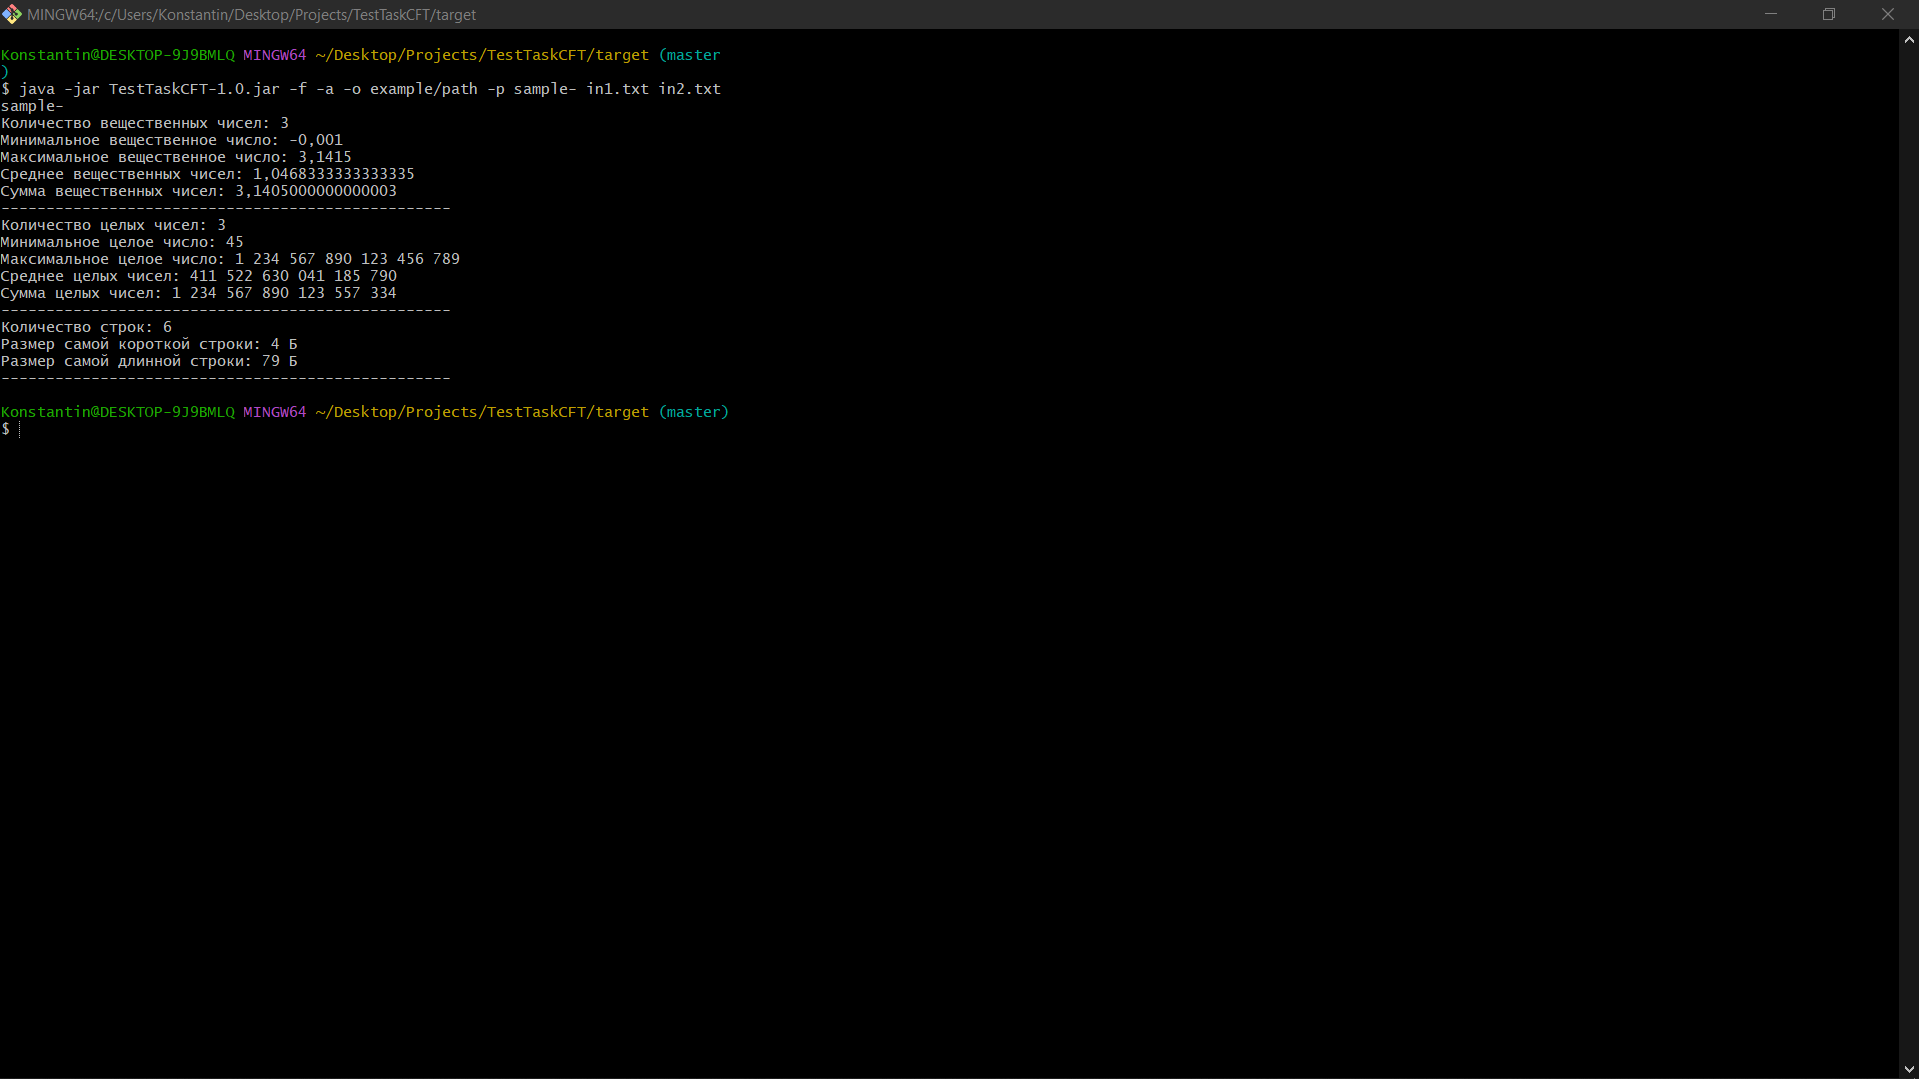 MINGW64:/c/Users/Konstantin/Desktop/Projects/TestTaskCFT/target
Konstantin@DESKTOP-9J9BMLQ MINGW64 ~/Desktop/Projects/TestTaskCFT/target (master
)
$ java -jar TestTaskCFT-1.0.jar -f -a -o example/path -p sample- in1.txt in2.txt
sample-
Количество вещественных чисел: 3
Минимальное вещественное число: -0,001
Максимальное вещественное число: 3,1415
Среднее вещественных чисел: 1,0468333333333335
Сумма вещественных чисел: 3,1405000000000003
--------------------------------------------------
Количество целых чисел: 3
Минимальное целое число: 45
Максимальное целое число: 1 234 567 890 123 456 789
Среднее целых чисел: 411 522 630 041 185 790
Сумма целых чисел: 1 234 567 890 123 557 334
--------------------------------------------------
Количество строк: 6
Размер самой короткой строки: 4 Б
Размер самой длинной строки: 79 Б
--------------------------------------------------
Konstantin@DESKTOP-9J9BMLQ MINGW64 ~/Desktop/Projects/TestTaskCFT/target (master)
$